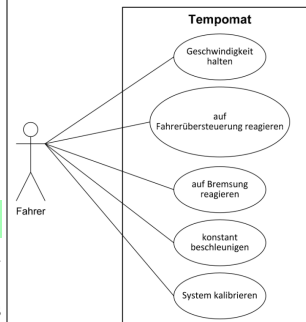 Tempomat
Geschwindigkeit
halten
auf
Fahrerübersteuerung reagieren
auf Bremsung
reagieren
Fahrer
konstant
beschleunigen
System kalibrieren